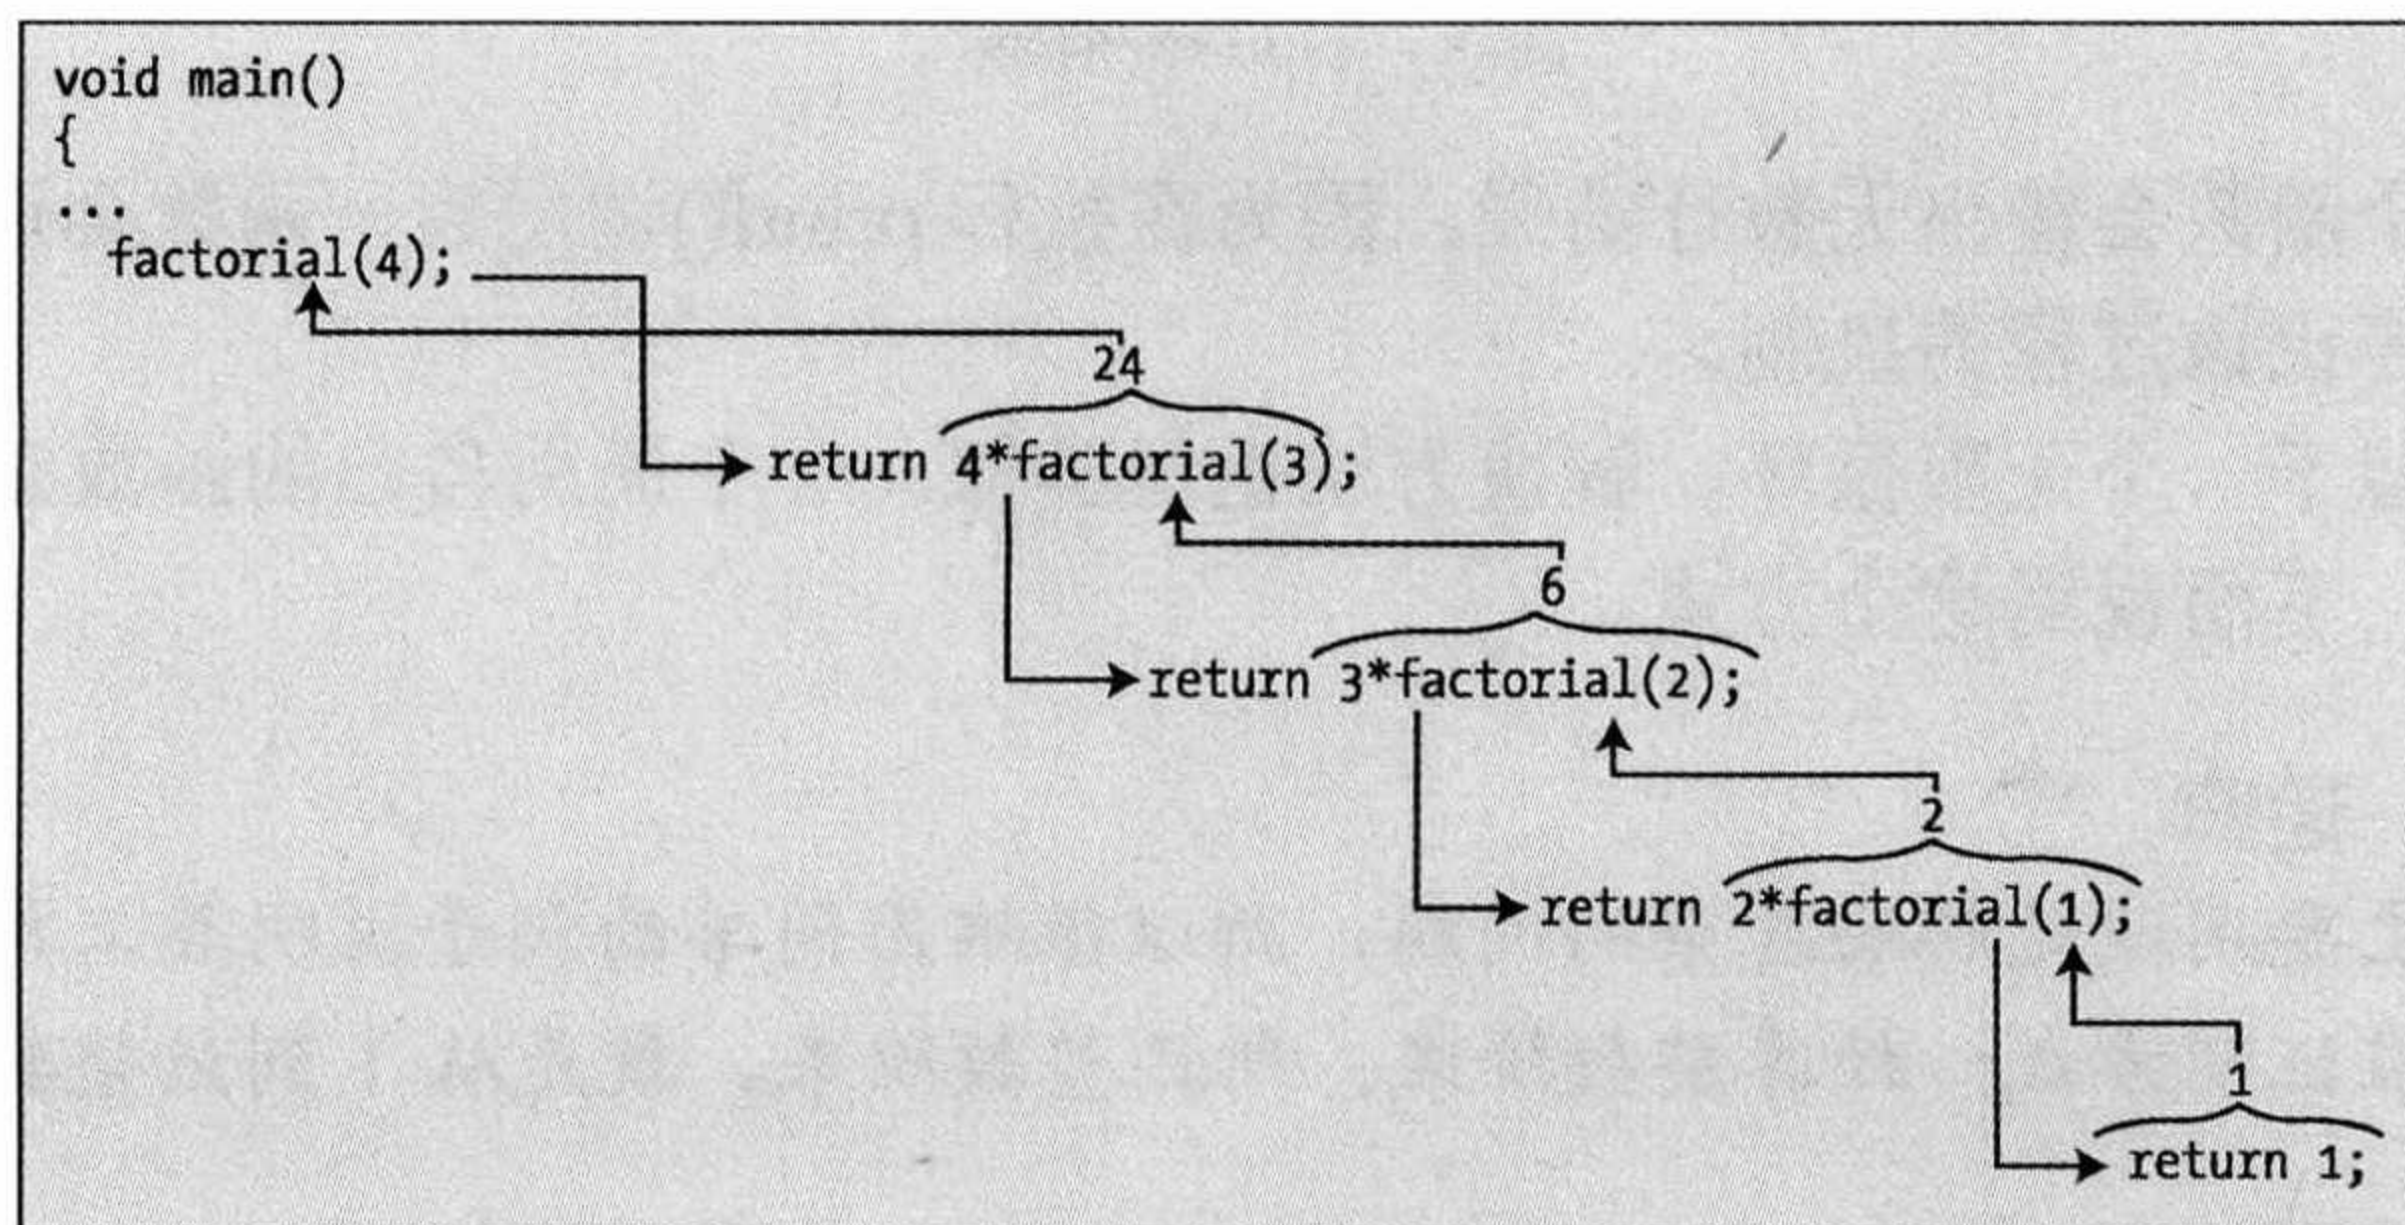 void main()
{
...
factorial(4);
24
return 4*factorial(3);
6
return 3*factorial(2);
2
return 2*factorial(1);
1
return 1;